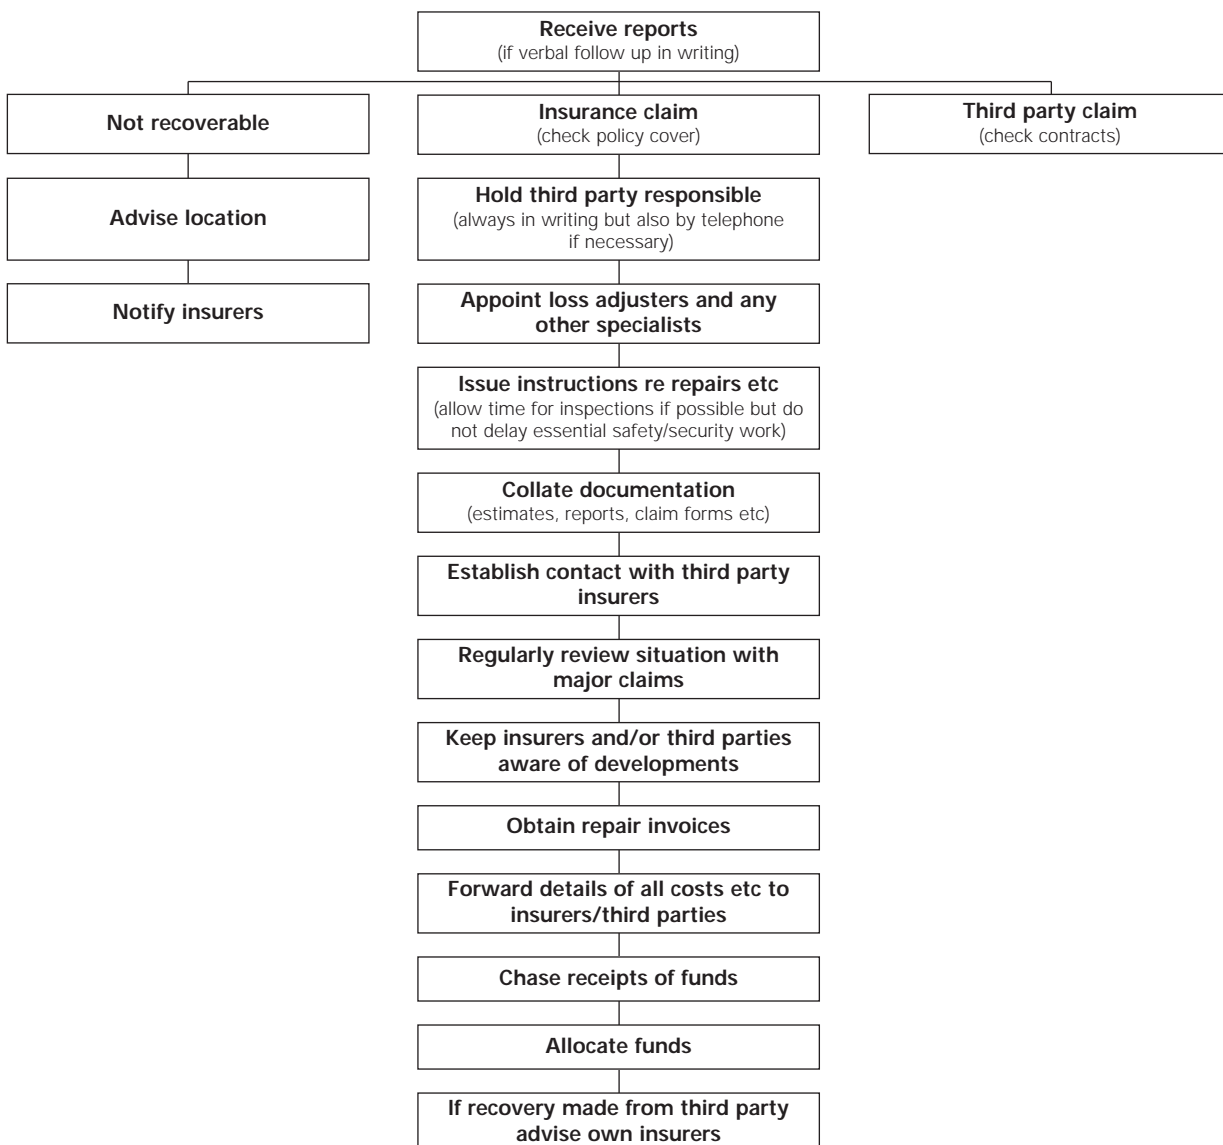 Receive reports
(if verbal follow up in writing)
Not recoverable
Insurance claim
(check policy cover)
Third party claim
(check contracts)
Advise location
Hold third party responsible
(always in writing but also by telephone
if necessary)
Notify insurers
Appoint loss adjusters and any
other specialists
Issue instructions re repairs etc
(allow time for inspections if possible but do
not delay essential safety/security work)
Collate documentation
(estimates, reports, claim forms etc)
Establish contact with third party
insurers
Regularly review situation with
major claims
Keep insurers and/or third parties
aware of developments
Obtain repair invoices
Forward details of all costs etc to
insurers/third parties
Chase receipts of funds
Allocate funds
If recovery made from third party
advise own insurers